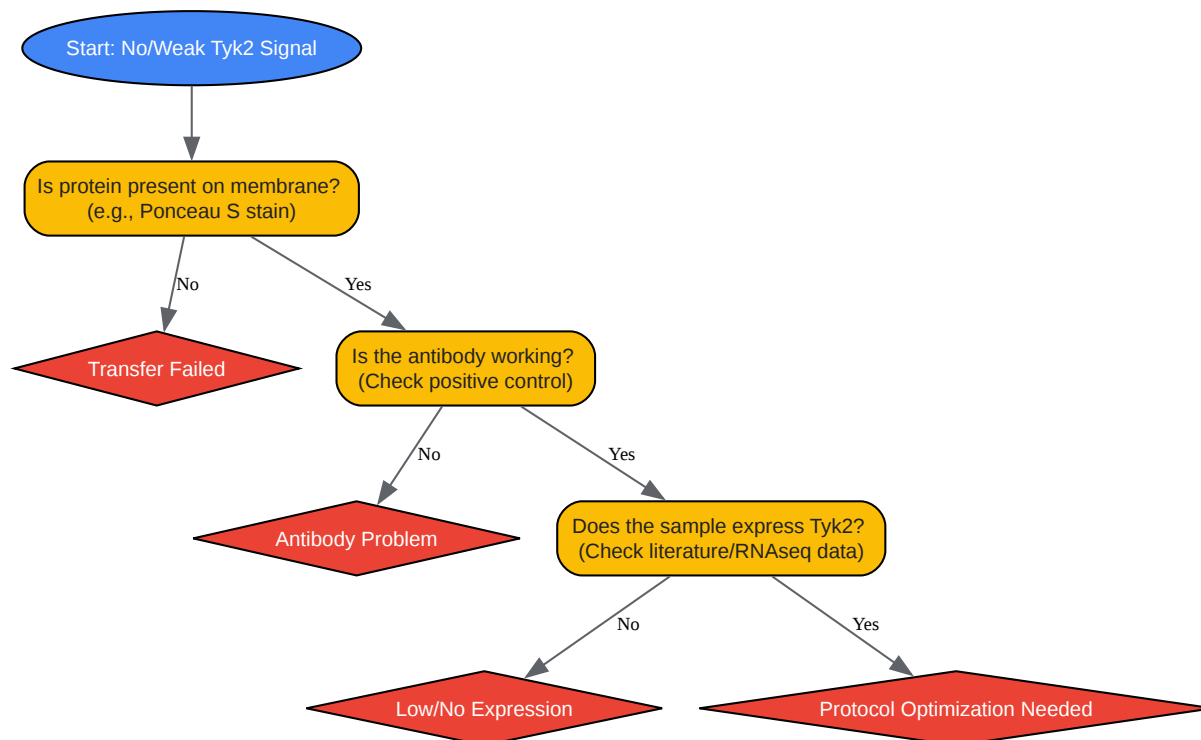 Start: No/Weak Tyk2 Signal
Is protein present on membrane?
(e.g., Ponceau S stain)
No
Yes
Transfer Failed
Is the antibody working?
(Check positive control)
No
Yes
Antibody Problem
Does the sample express Tyk2?
(Check literature/RNAseq data)
No
Yes
Low/No Expression
Protocol Optimization Needed